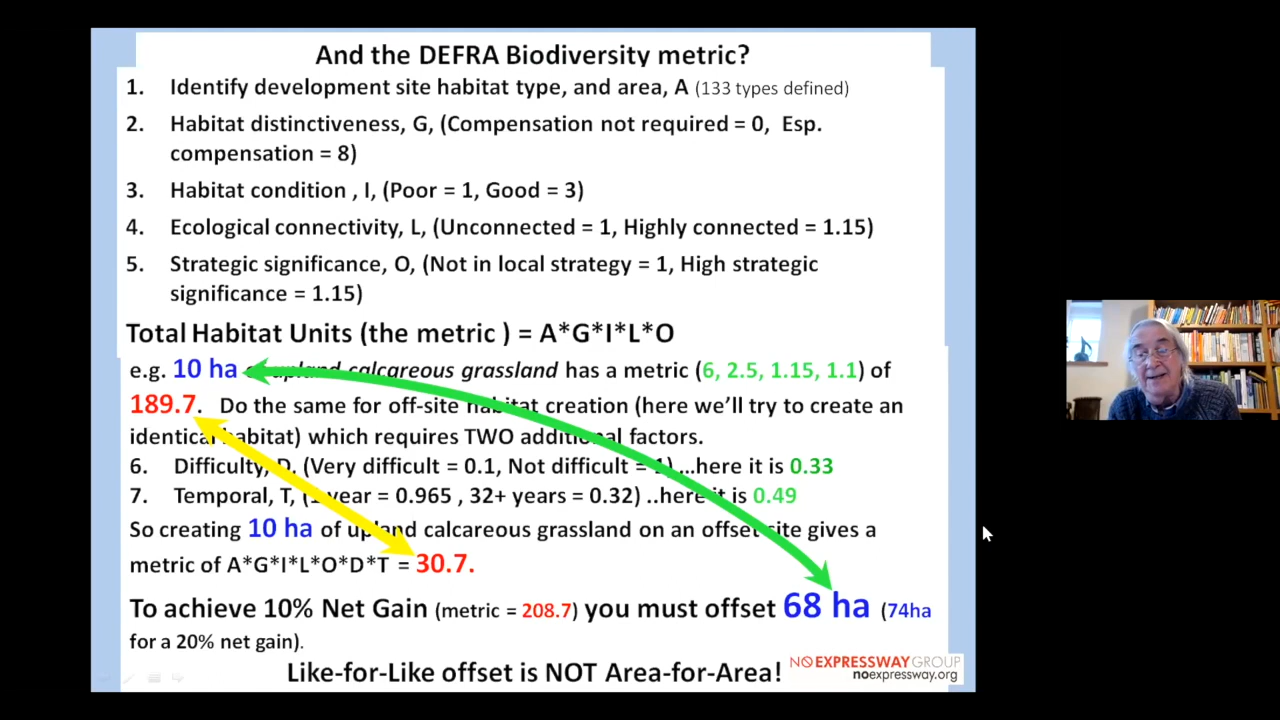 And the DEFRA Biodiversity metric?
1. Identify development site habitat type, and area, A (133 types defined)
2. Habitat distinctiveness, G, (Compensation not required = 0, Esp.
compensation = 8)
3. Habitat condition , I, (Poor = 1, Good = 3)
4. Ecological connectivity, L, (Unconnected = 1, Highly connected = 1.15)
5. Strategic significance, O, (Not in local strategy = 1, High strategic
significance = 1.15)
Total Habitat Units (the metric ) = A*G*I*L*O
e.g. 10 ha of upland calcareous grassland has a metric (6, 2.5, 1.15, 1.1) of
189.7. Do the same for off-site habitat creation (here we'll try to create an
identical habitat) which requires TWO additional factors.
6. Difficulty, D, (Very difficult = 0.1, Not difficult = 1) ...here it is 0.33
7. Temporal, T, (1 year = 0.965 , 32+ years = 0.32) ..here it is 0.49
So creating 10 ha of upland calcareous grassland on an offset site gives a
metric of A*G*I*L*O*D*T = 30.7.
To achieve 10% Net Gain (metric = 208.7) you must offset 68 ha (74ha
for a 20% net gain).
Like-for-Like offset is NOT Area-for-Area!
NO EXPRESSWAY GROUP
noexpressway.org